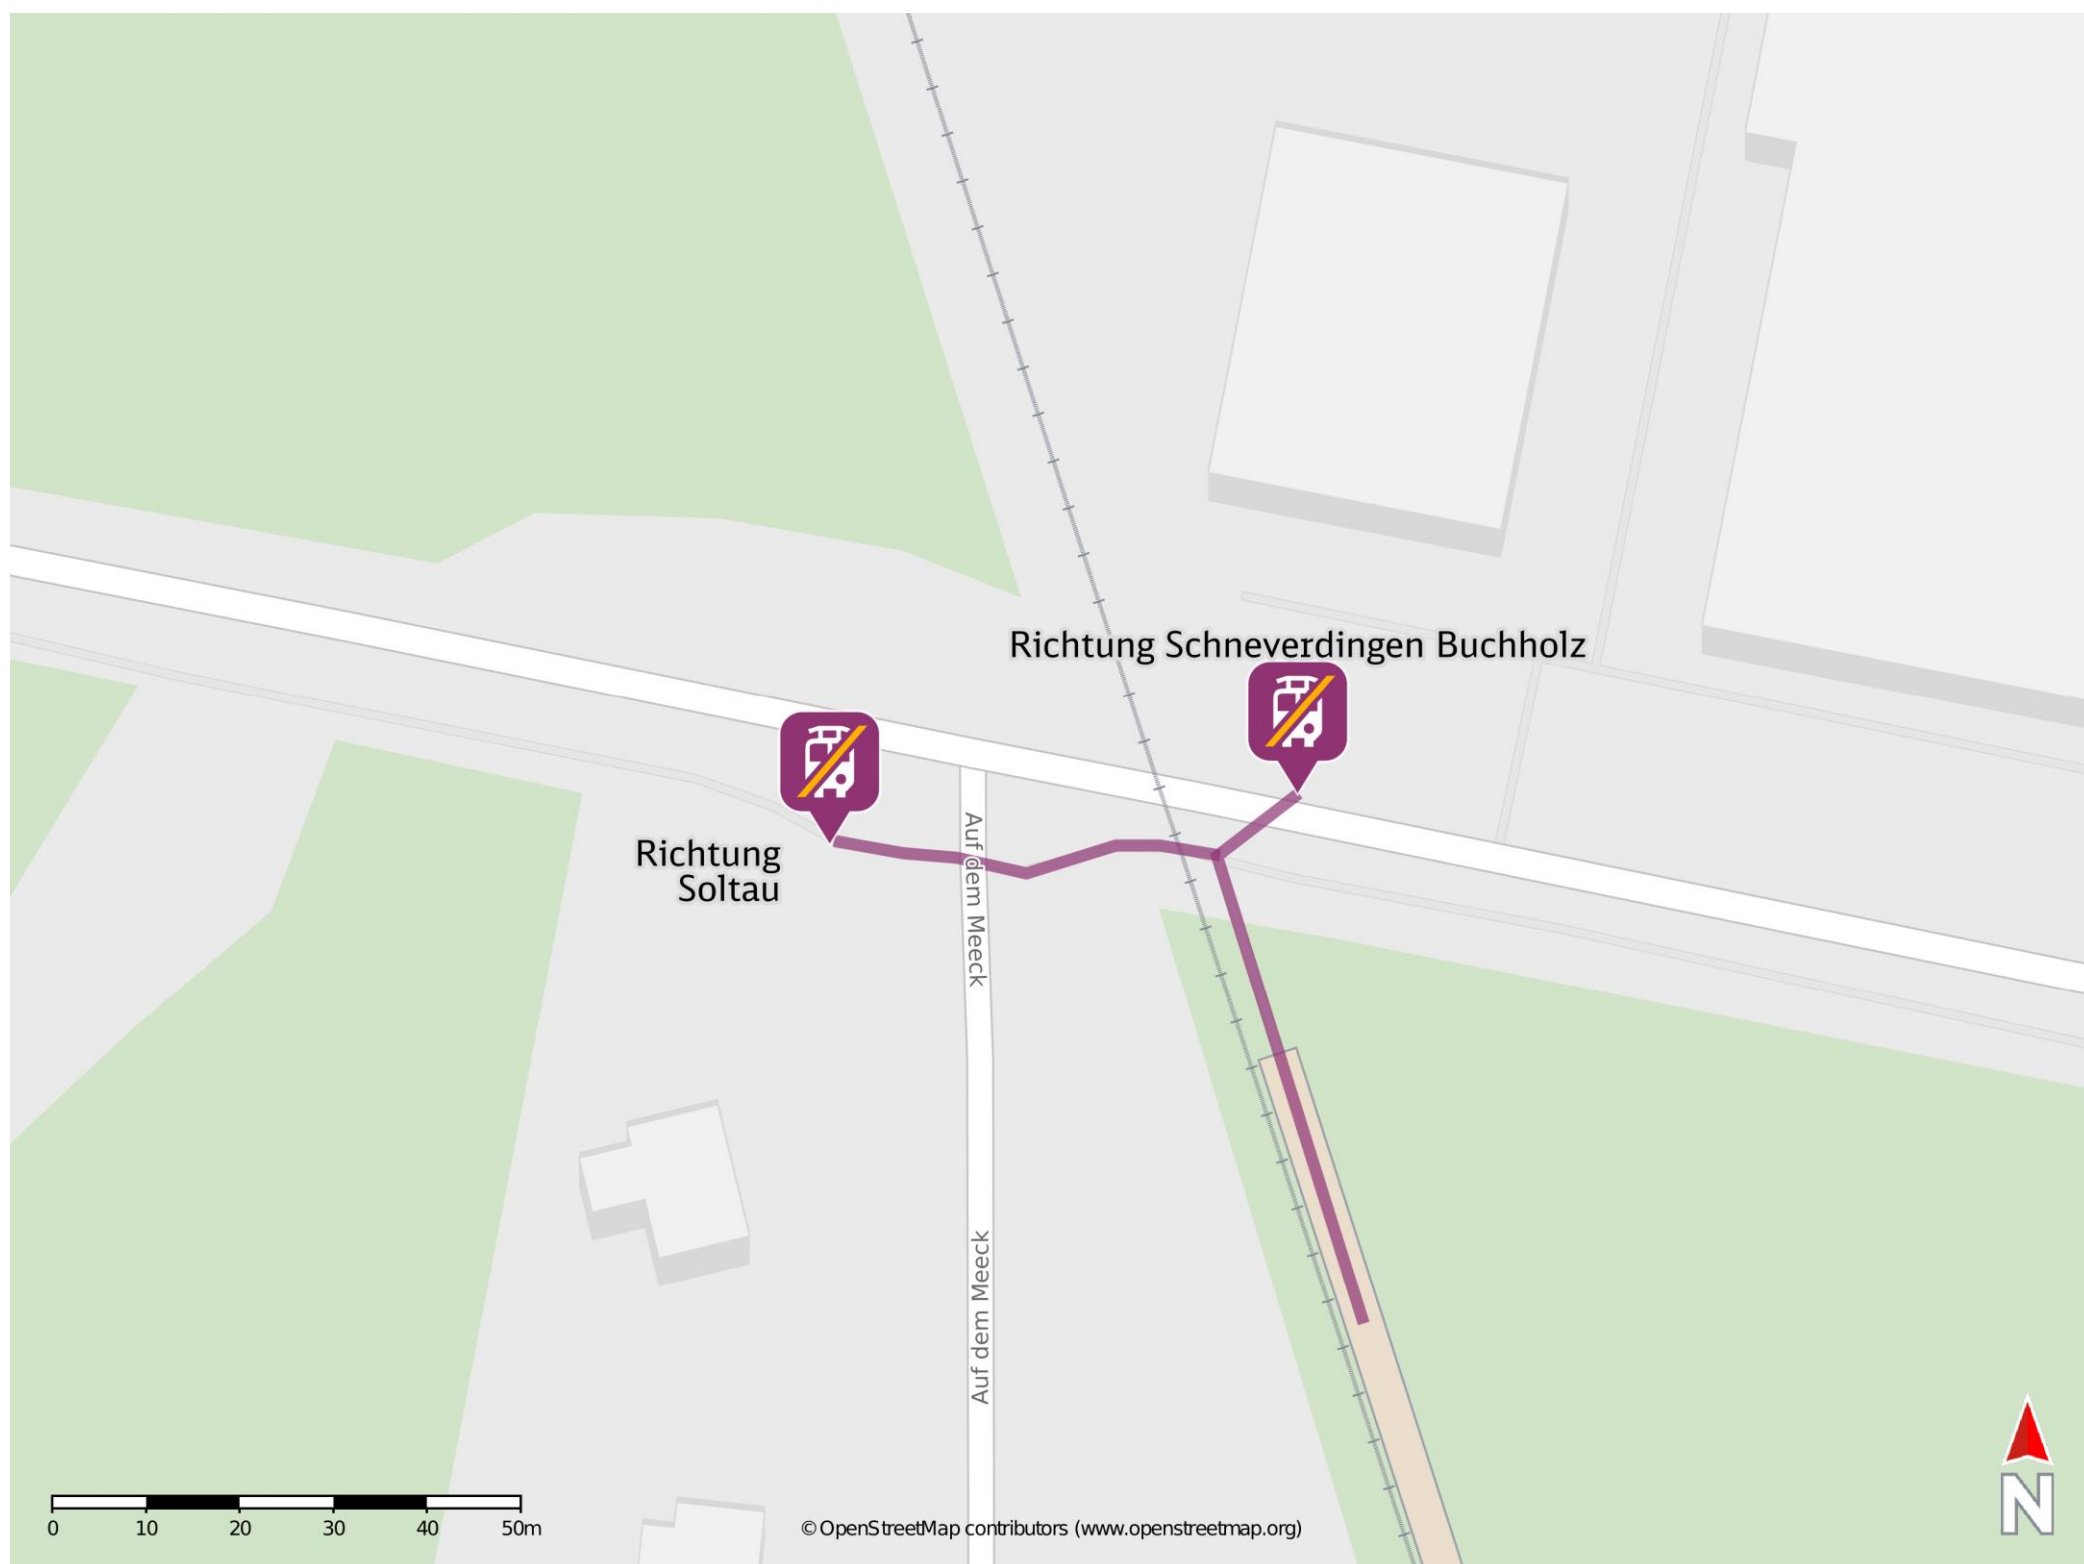 Richtung Schneverdingen Buchholz
Richtung
Soltau
Auf dem Meeck
Auf dem Meeck
0 10 20 30 40 50m
© OpenStreetMap contributors (www.openstreetmap.org)
N